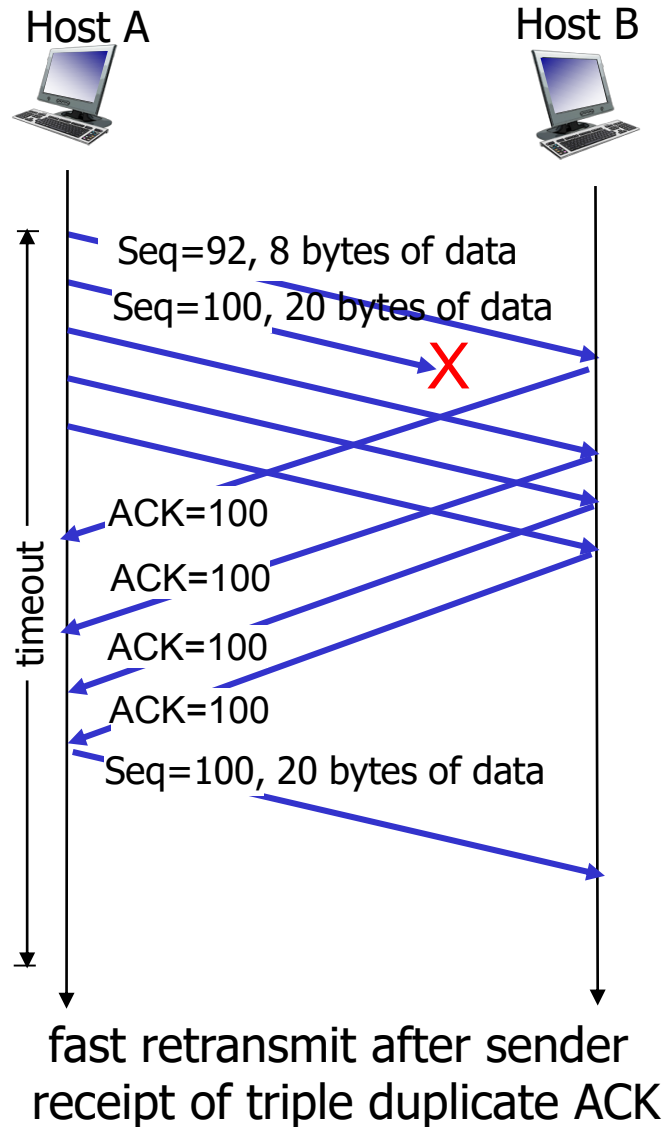 Host A
Host B
Seq=92, 8 bytes of data
Seq=100, 20 bytes of data
X
ACK=100
timeout
ACK=100
ACK=100
ACK=100
Seq=100, 20 bytes of data
fast retransmit after sender
receipt of triple duplicate ACK